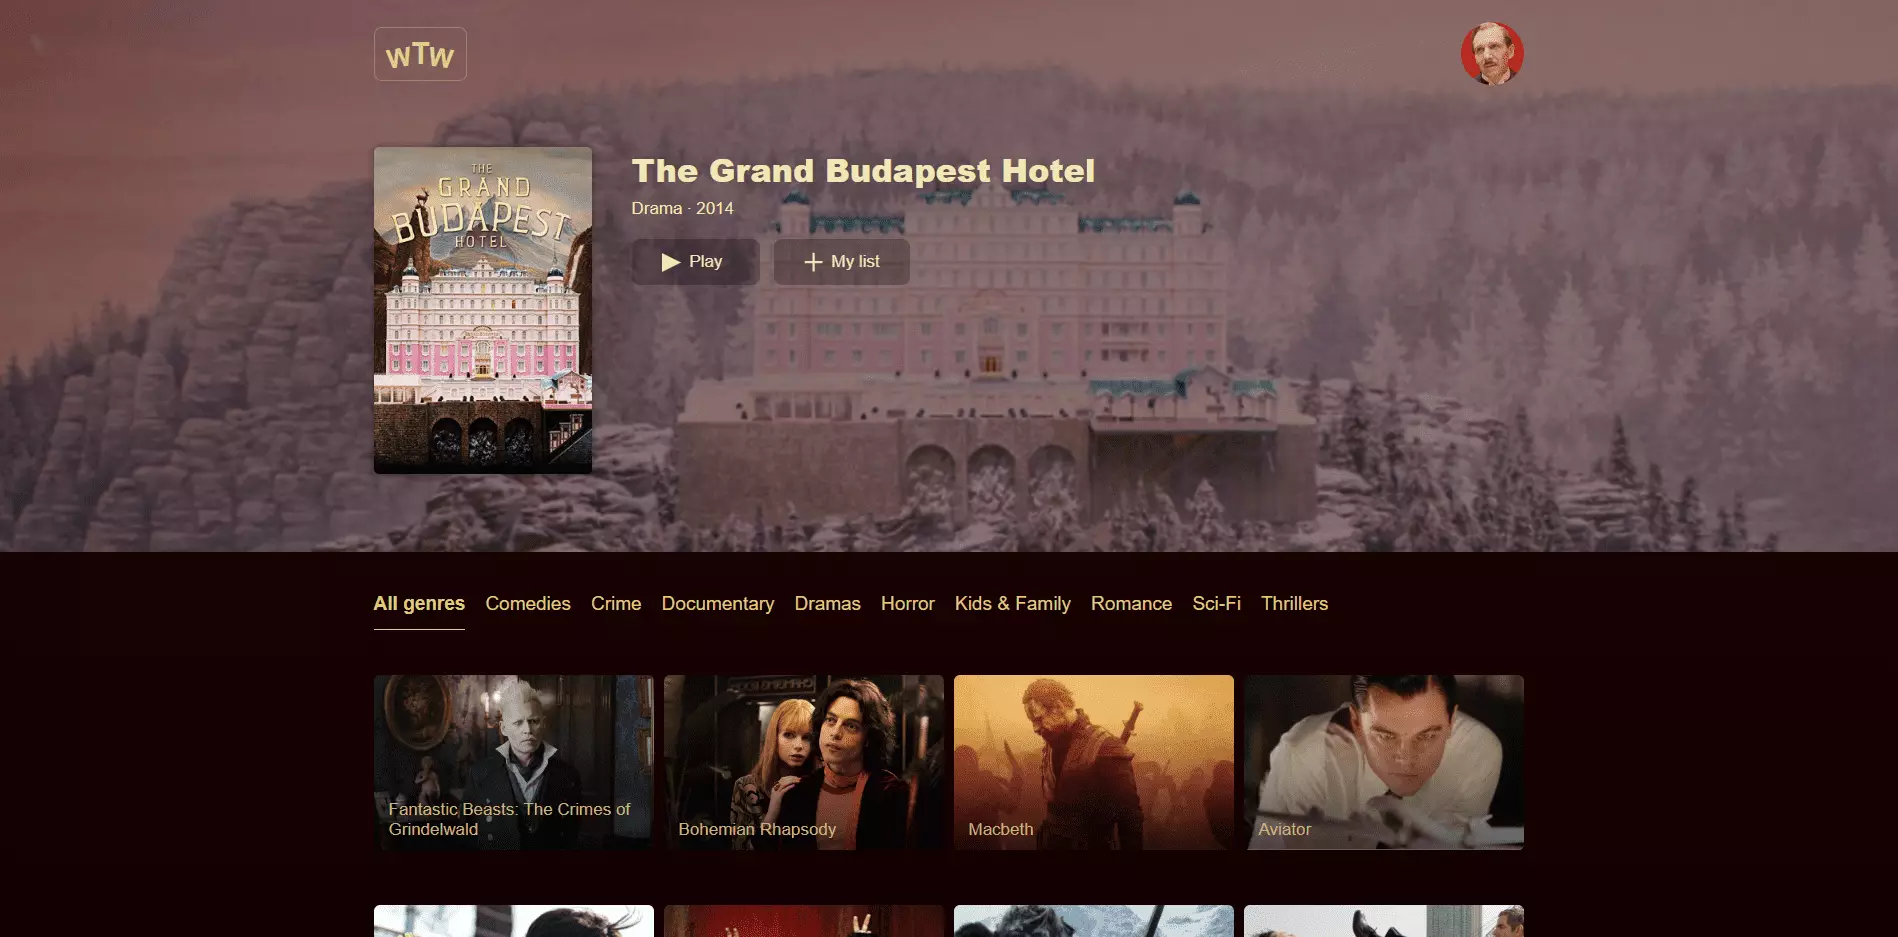 WTW
THE
GRAND
BUDAPEST
HOTEL
The Grand Budapest Hotel
Drama · 2014
Play
My list
All genres Comedies Crime Documentary Dramas Horror Kids & Family Romance Sci-Fi Thrillers
Fantastic Beasts: The Crimes of
Grindelwald
Bohemian Rhapsody
Macbeth
Aviator